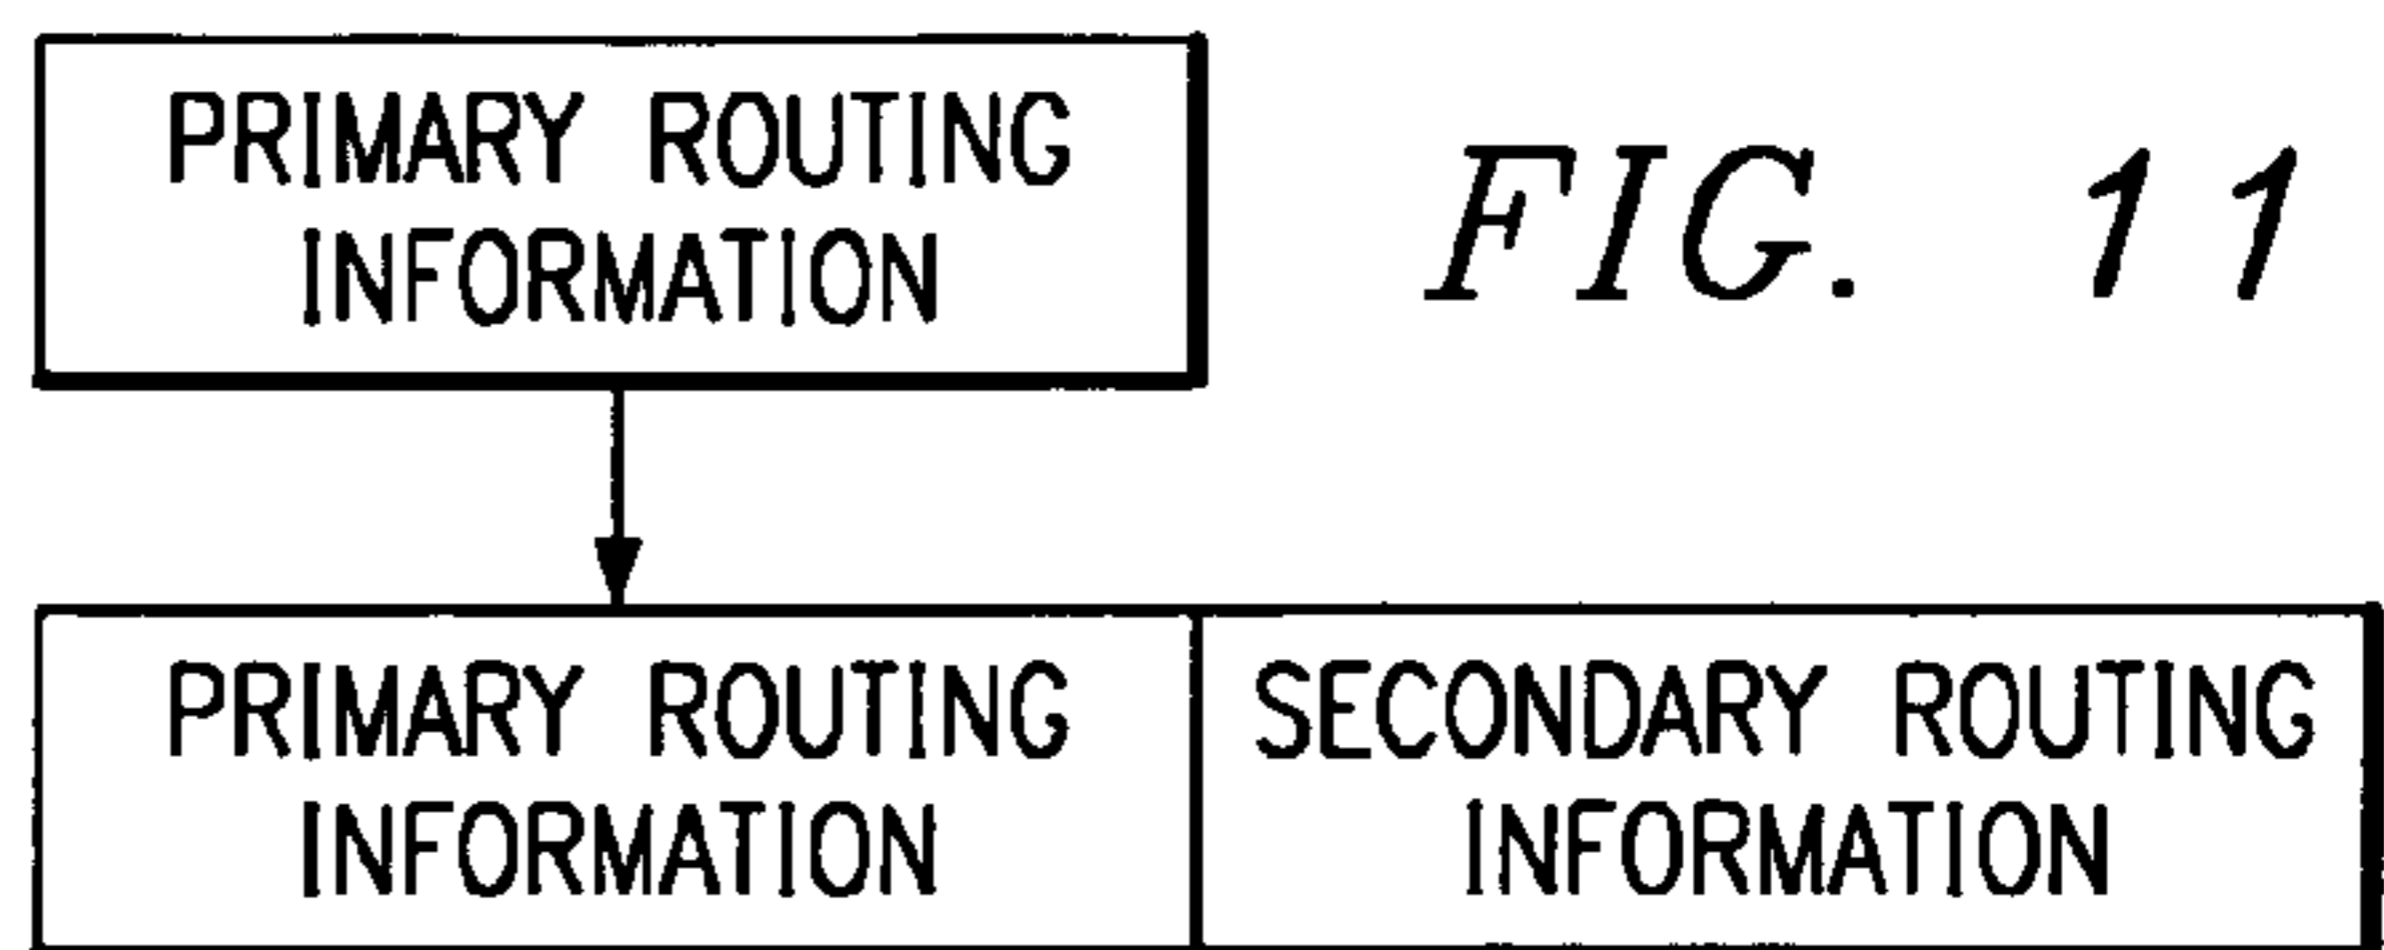 PRIMARY ROUTING
INFORMATION
FIG. 11
PRIMARY ROUTING
INFORMATION
SECONDARY ROUTING
INFORMATION